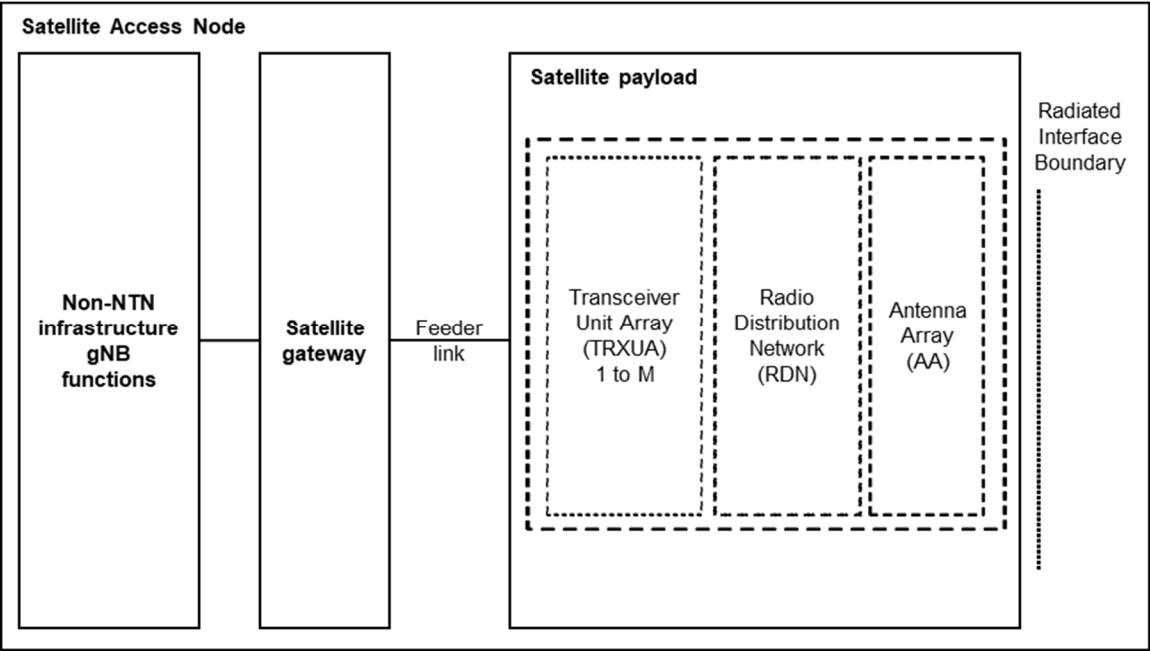 Satellite Access Node
Non-NTN
infrastructure
gNB
functions
Satellite
gateway
Feeder
link
Satellite payload
Transceiver
Unit Array
(TRXUA)
1 to M
Radio
Distribution
Network
(RDN)
Antenna
Array
(AA)
Radiated
Interface
Boundary